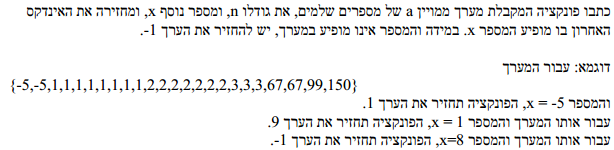 כתבו פונקציה המקבלת מערך ממויין a של מספרים שלמים, את גודלו n, ומספר נוסף x, ומחזירה את האינדקס
האחרון בו מופיע המספר x. במידה והמספר אינו מופיע במערך, יש להחזיר את הערך 1-.
דוגמא: עבור המערך
{-5,-5,1,1,1,1,1,1,1,1,2,2,2,2,2,2,2,3,3,3,67,67,99,150}
והמספר x = -5, הפונקציה תחזיר את הערך 1.
עבור אותו המערך והמספר x = 1, הפונקציה תחזיר את הערך 9.
עבור אותו המערך והמספר x=8, הפונקציה תחזיר את הערך 1-.